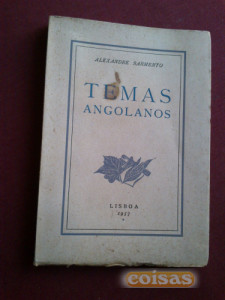 ALEXANDRE SARMENTO
TEMAS
ANGOLANOS
LISBOA
coisas